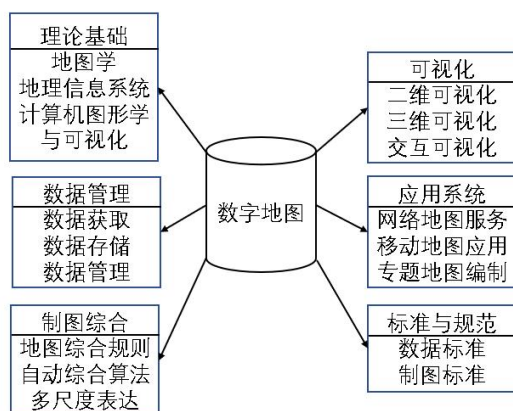 理论基础
地图学
地理信息系统
计算机图形学
与可视化
数据管理
数据获取
数据存储
数据管理
制图综合
地图综合规则
自动综合算法
多尺度表达
数字地图
可视化
二维可视化
三维可视化
交互可视化
应用系统
网络地图服务
移动地图应用
专题地图编制
标准与规范
数据标准
制图标准